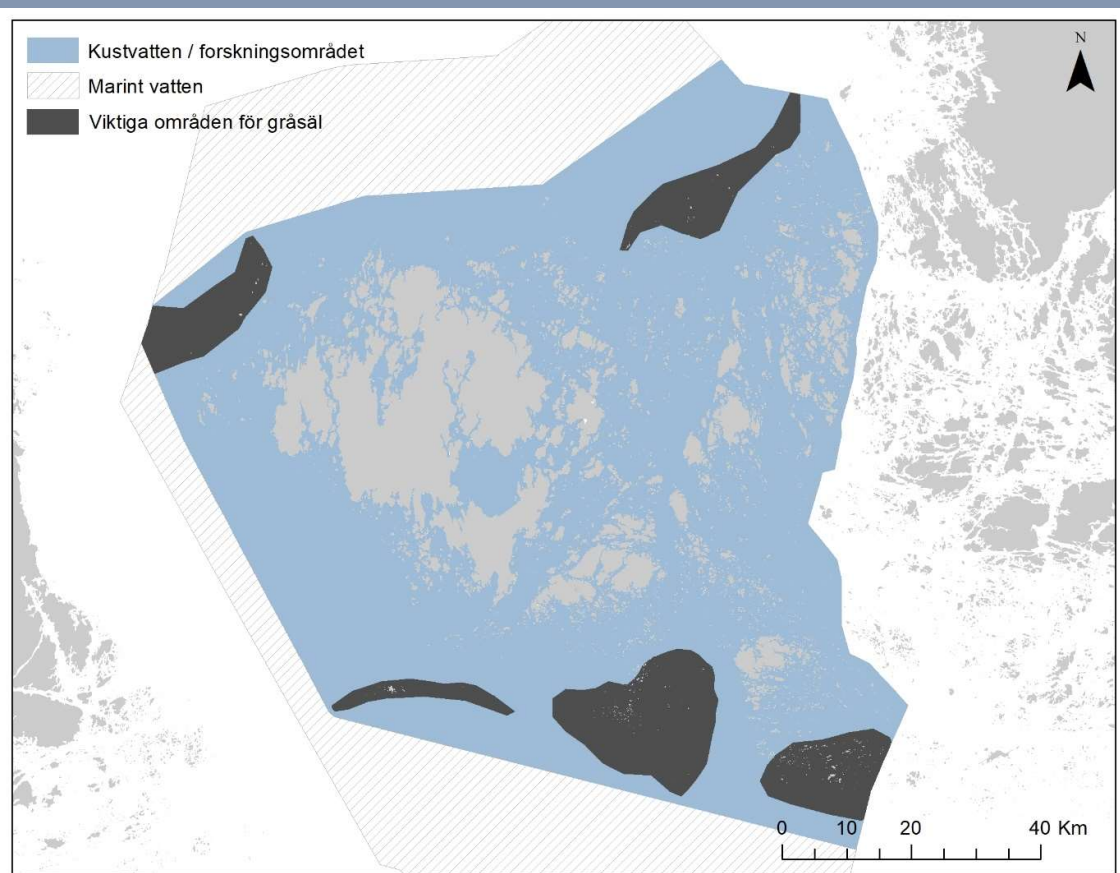 Kustvatten / forskningsområdet
Marint vatten
Viktiga områden för gråsäl
N
0 10 20 40 Km